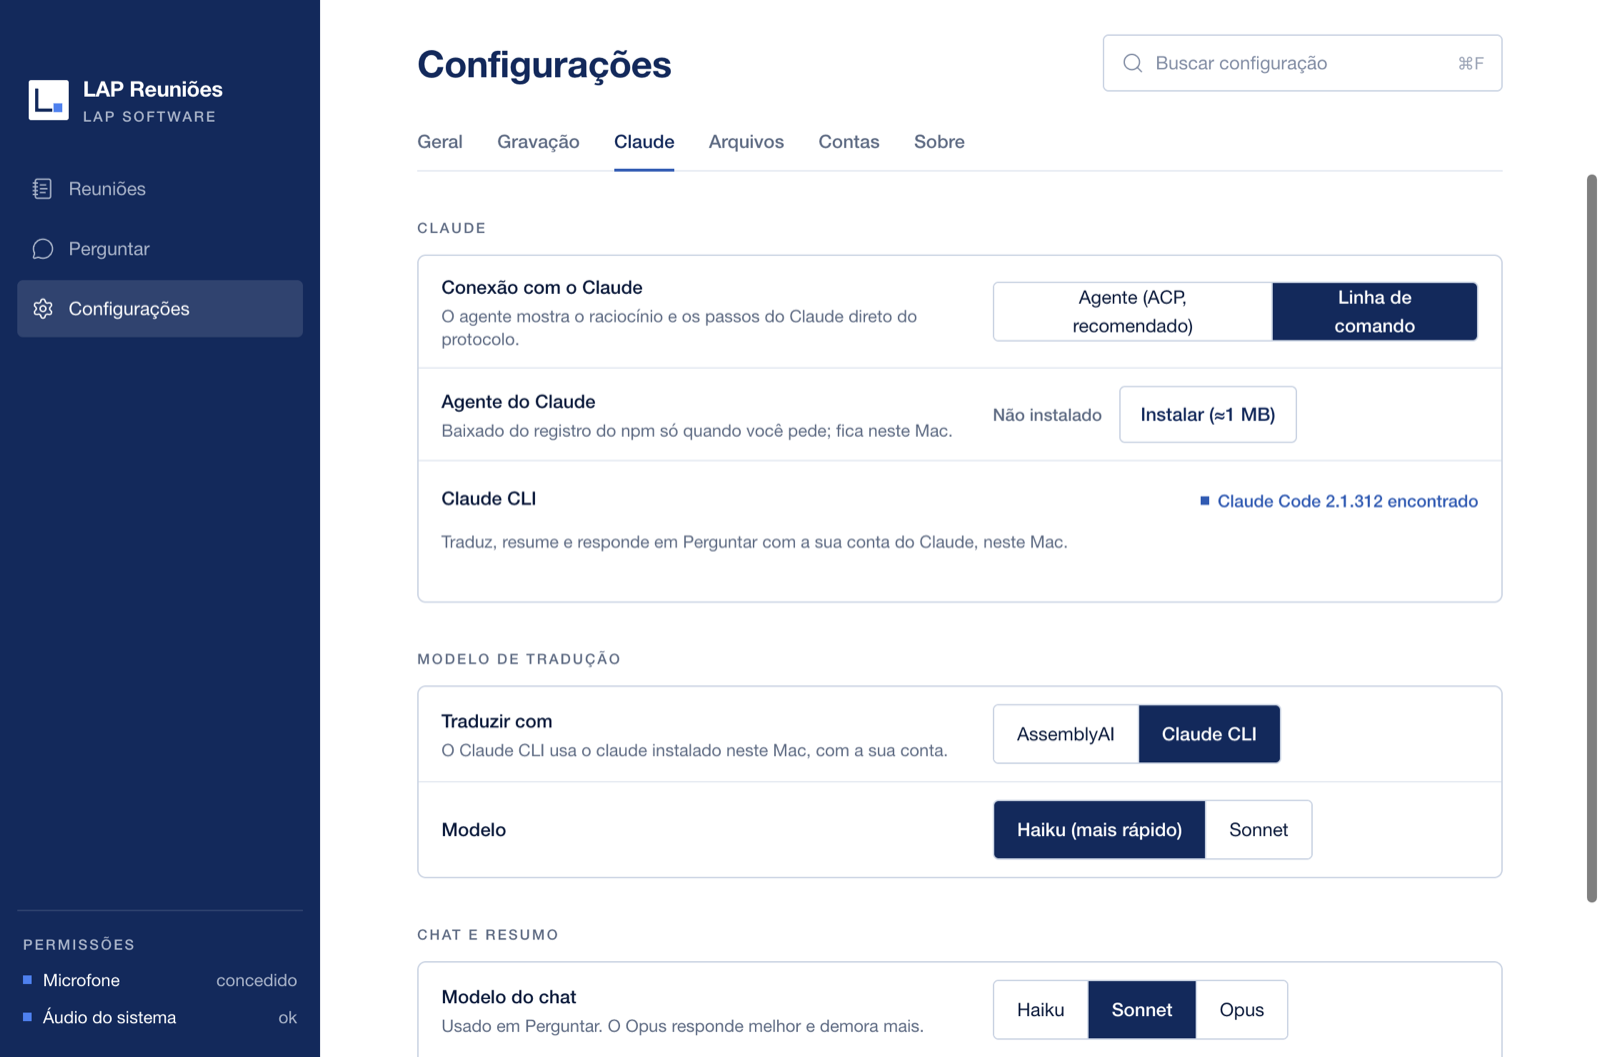 LAP Reuniões
LAP SOFTWARE
Reuniões
Perguntar
Configurações
PERMISSÕES
Microfone concedido
Áudio do sistema ok
Configurações
Buscar configuração ⌘F
Geral Gravação Claude Arquivos Contas Sobre
CLAUDE
Conexão com o Claude
O agente mostra o raciocínio e os passos do Claude direto do
protocolo.
Agente (ACP,
recomendado)
Linha de
comando
Agente do Claude
Baixado do registro do npm só quando você pede; fica neste Mac.
Não instalado
Instalar (≈1 MB)
Claude CLI
Claude Code 2.1.312 encontrado
Traduz, resume e responde em Perguntar com a sua conta do Claude, neste Mac.
MODELO DE TRADUÇÃO
Traduzir com
O Claude CLI usa o claude instalado neste Mac, com a sua conta.
AssemblyAI Claude CLI
Modelo
Haiku (mais rápido) Sonnet
CHAT E RESUMO
Modelo do chat
Usado em Perguntar. O Opus responde melhor e demora mais.
Haiku Sonnet Opus